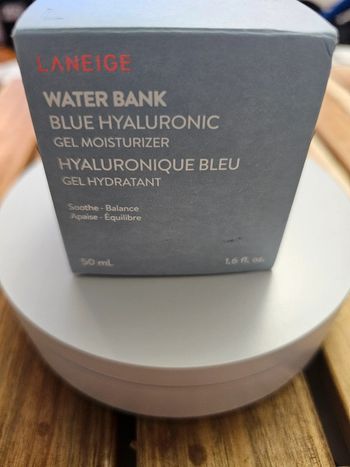 LANEIGE
WATER BANK
BLUE HYALURONIC
GEL MOISTURIZER
HYALURONIQUE BLEU
GEL HYDRATANT
Soothe - Balance
Apaise - Équilibre
50 mL 1.6 fl. oz.